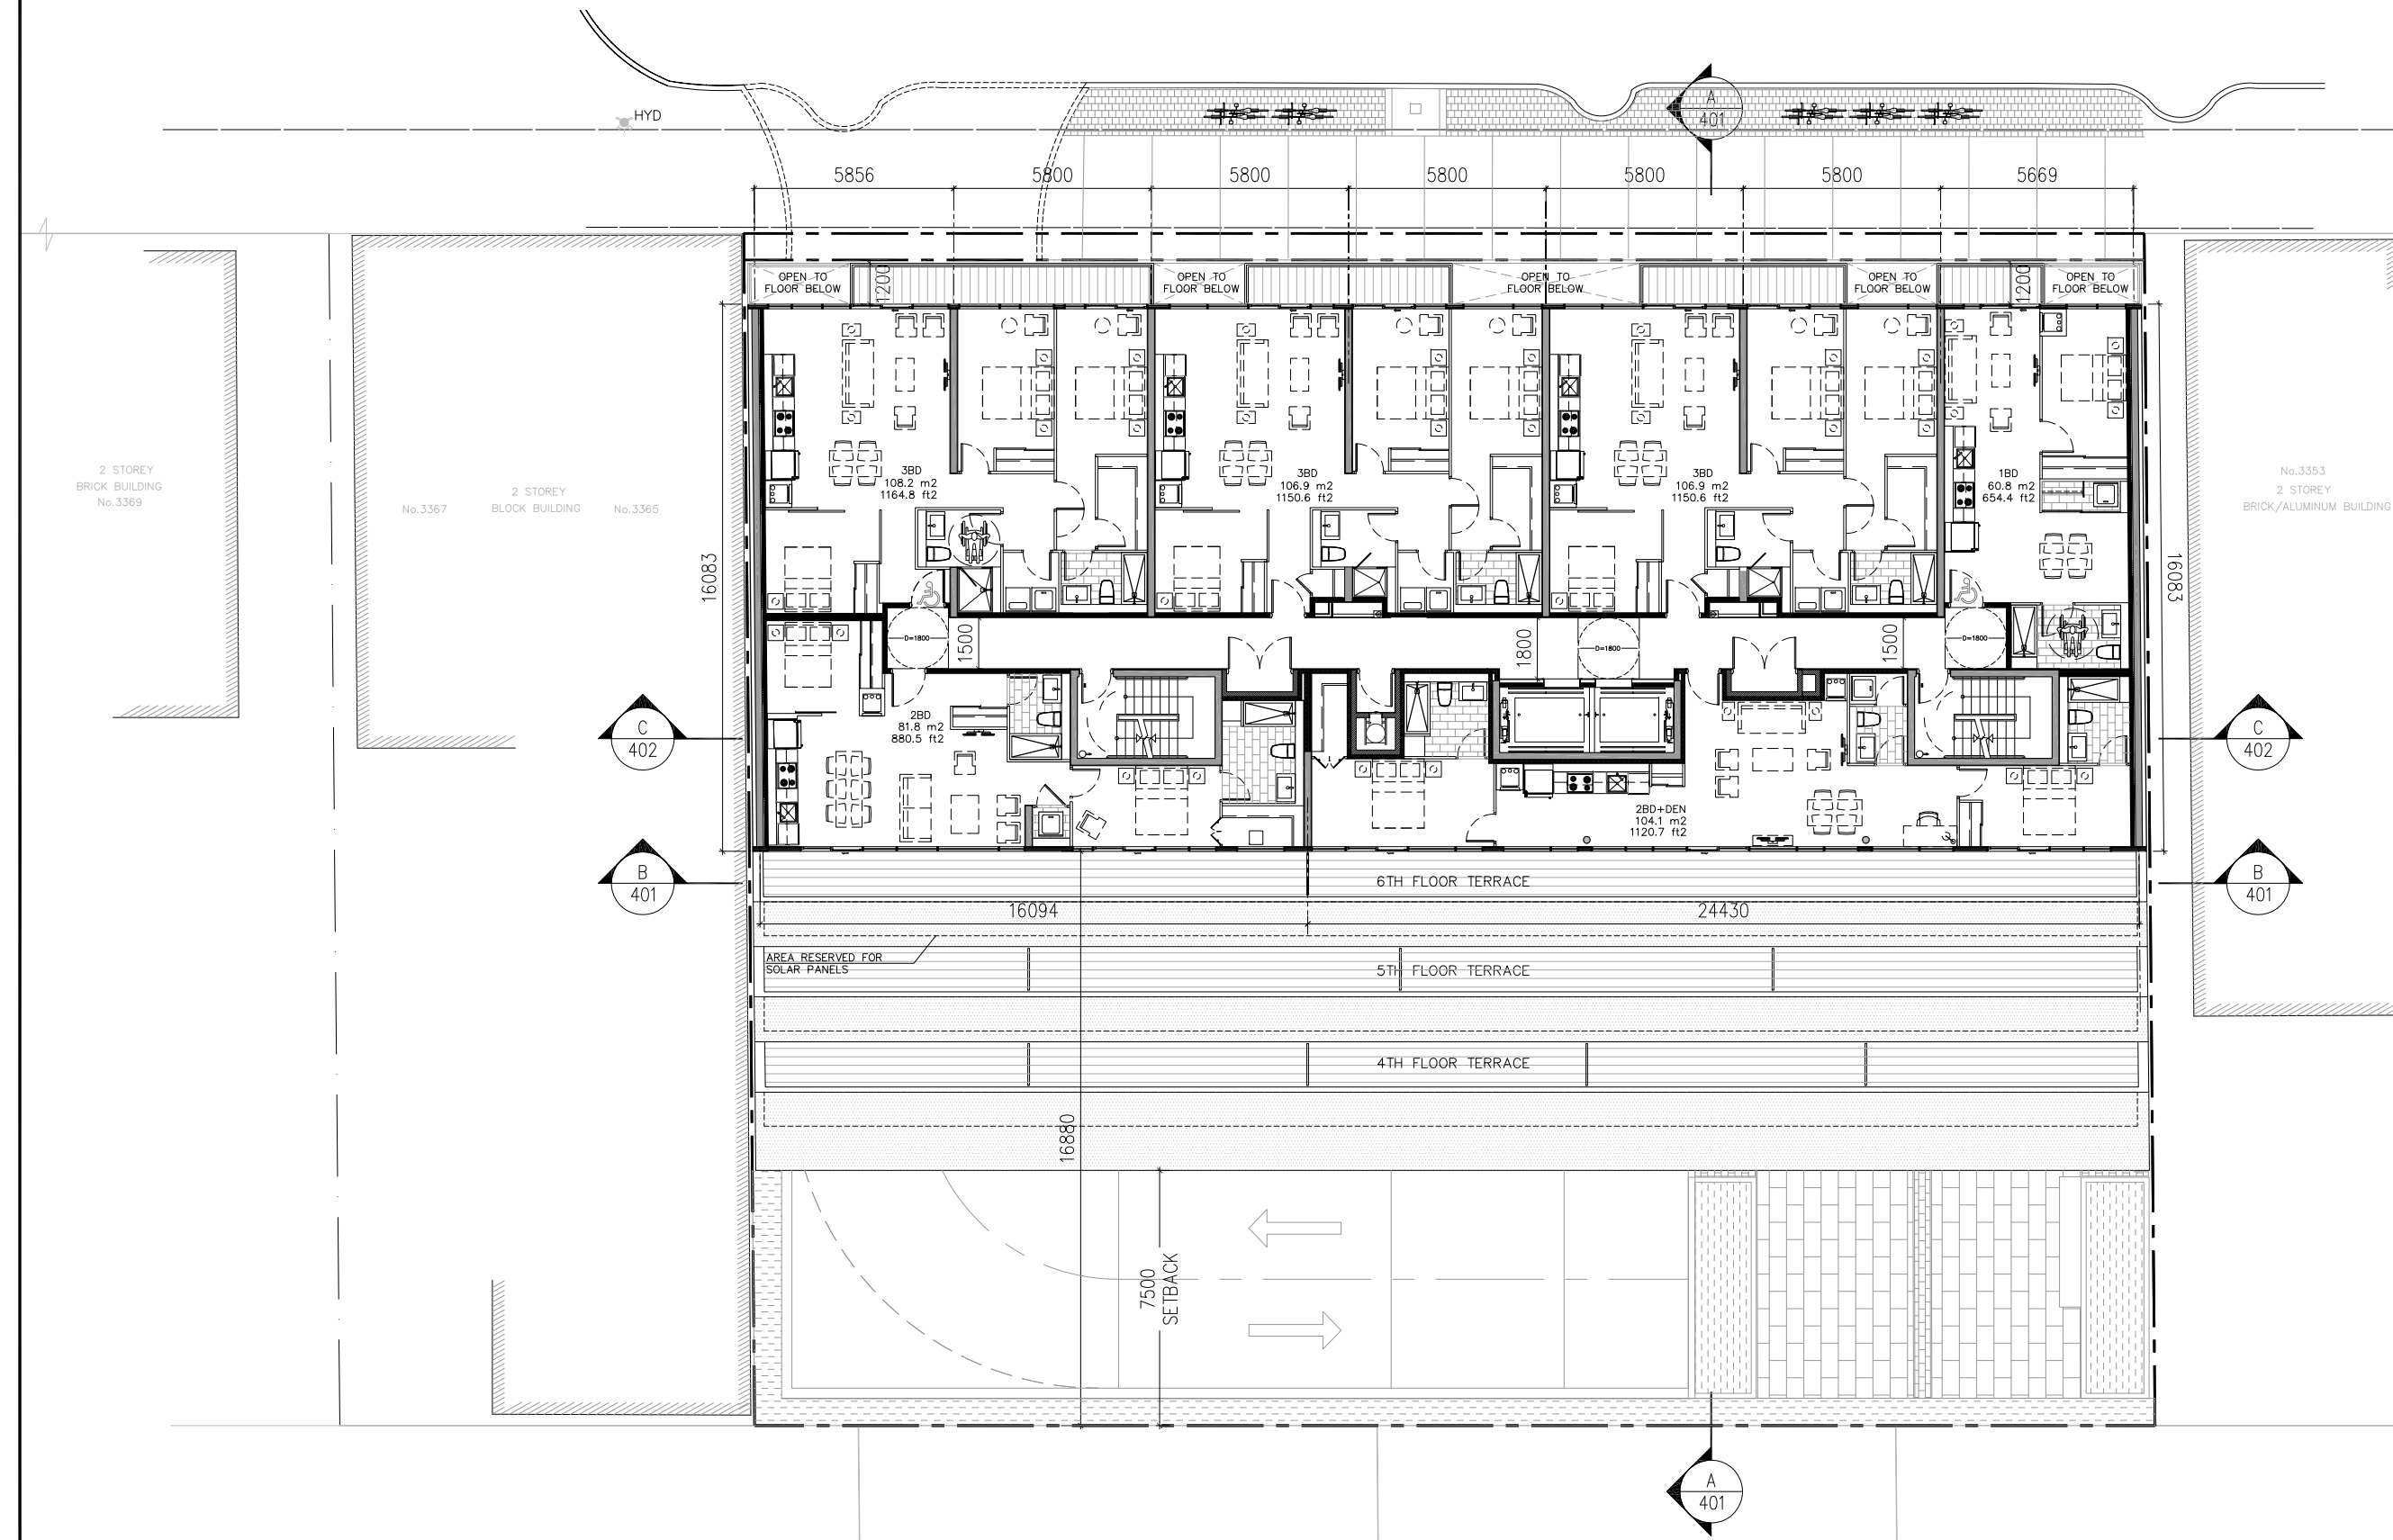 HYD
A
401
5856
5800
5800
5800
5800
5800
5669
OPEN TO
FLOOR BELOW
1200
OPEN TO
FLOOR BELOW
OPEN TO
FLOOR BELOW
OPEN TO
FLOOR BELOW
1200
OPEN TO
FLOOR BELOW
2 STOREY
BRICK BUILDING
No.3369
No.3367
2 STOREY
BLOCK BUILDING
No.3365
3BD
108.2 m2
1164.8 ft2
3BD
106.9 m2
1150.6 ft2
3BD
106.9 m2
1150.6 ft2
1BD
60.8 m2
654.4 ft2
No.3353
2 STOREY
BRICK/ALUMINUM BUILDING
16083
16083
D=1800
1500
1800
D=1800
1500
D=1800
C
402
2BD
81.8 m2
880.5 ft2
C
402
2BD+DEN
104.1 m2
1120.7 ft2
B
401
6TH FLOOR TERRACE
B
401
16094
24430
AREA RESERVED FOR
SOLAR PANELS
5TH FLOOR TERRACE
4TH FLOOR TERRACE
16880
7500
SETBACK
A
401